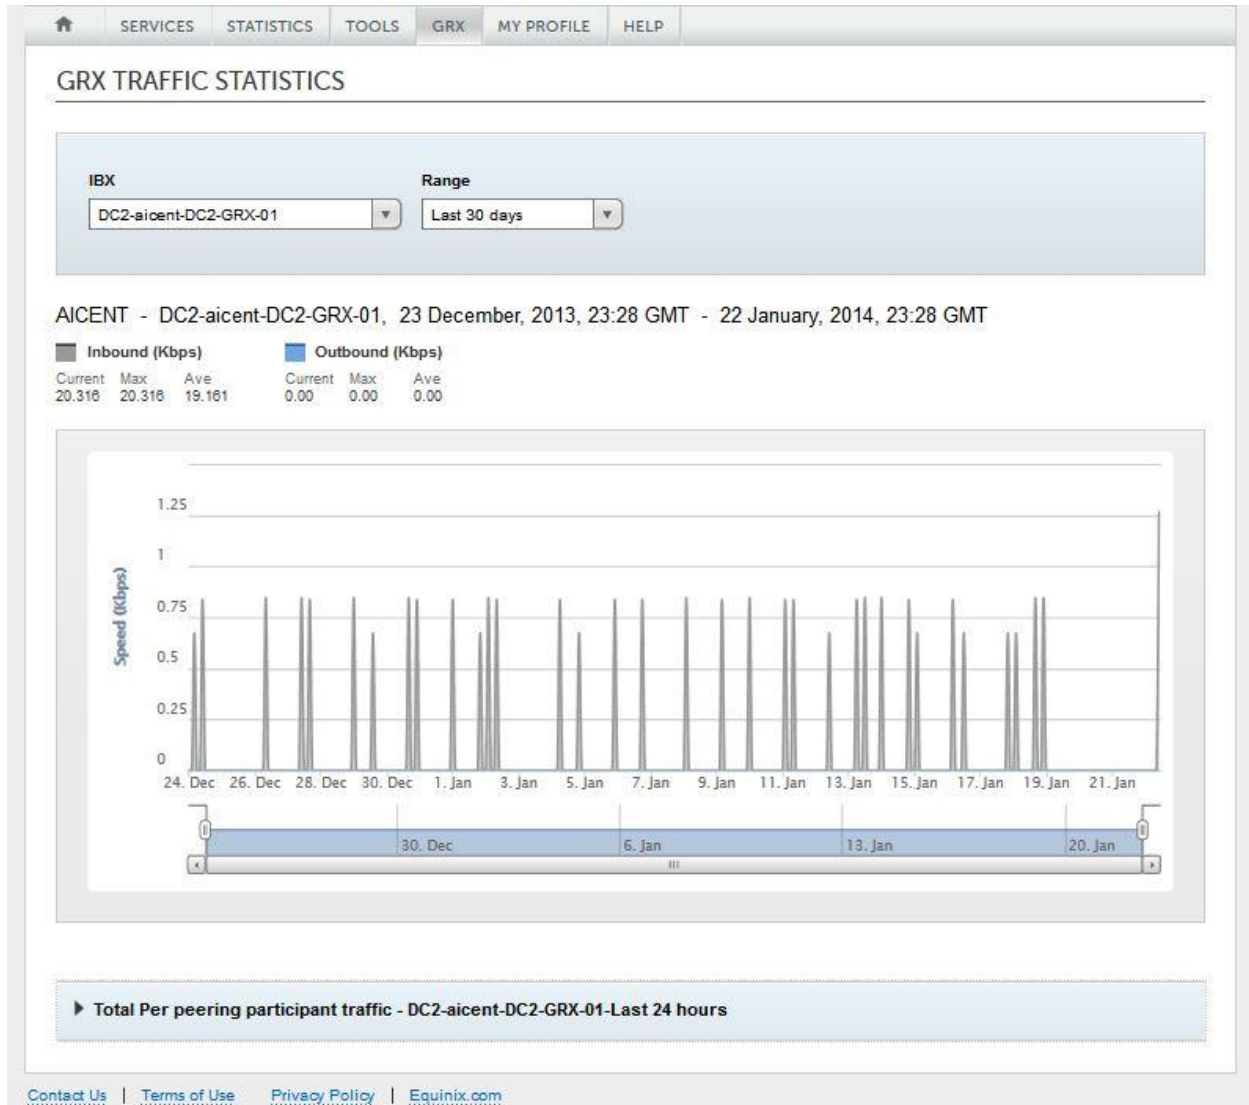 SERVICES STATISTICS TOOLS GRX MY PROFILE HELP
GRX TRAFFIC STATISTICS
IBX Range
DC2-aicent-DC2-GRX-01 Last 30 days
AICENT - DC2-aicent-DC2-GRX-01, 23 December, 2013, 23:28 GMT - 22 January, 2014, 23:28 GMT
Inbound (Kbps) Outbound (Kbps)
Current Max Ave Current Max Ave
20.316 20.316 19.161 0.00 0.00 0.00
1.25
1
0.75
Speed (Kbps)
0.5
0.25
0
24. Dec 26. Dec 28. Dec 30. Dec 1. Jan 3. Jan 5. Jan 7. Jan 9. Jan 11. Jan 13. Jan 15. Jan 17. Jan 19. Jan 21. Jan
30. Dec 6. Jan 13. Jan 20. Jan
Total Per peering participant traffic - DC2-aicent-DC2-GRX-01-Last 24 hours
Contact Us | Terms of Use Privacy Policy | Equinix.com